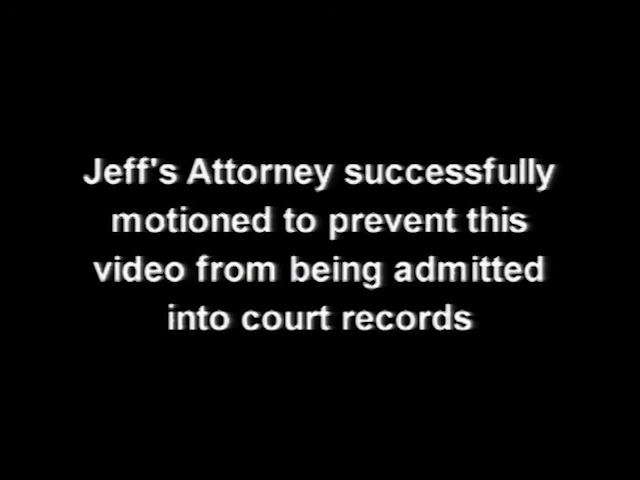 Jeff's Attorney successfully
motioned to prevent this
video from being admitted
into court records